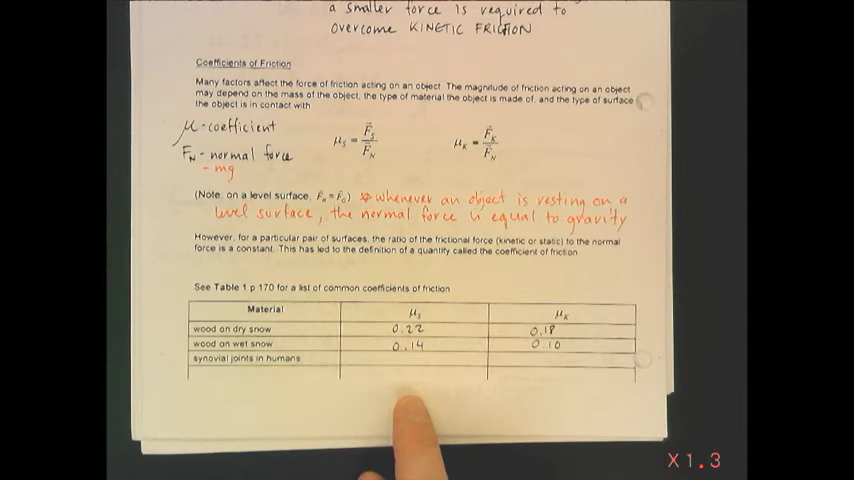 a smaller force is required to
overcome KINETIC FRICTION
Coefficients of Friction
Many factors affect the force of friction acting on an object. The magnitude of friction acting on an object
may depend on the mass of the object, the type of material the object is made of, and the type of surface
the object is in contact with
μ - coefficient
F_N - normal force
- mg
μ_S = F_S / F_N
μ_K = F_K / F_N
(Note: on a level surface, F_N = F_G) whenever an object is resting on a
level surface, the normal force is equal to gravity
However, for a particular pair of surfaces, the ratio of the frictional force (kinetic or static) to the normal
force is a constant. This has led to the definition of a quantity called the coefficient of friction
See Table 1 p 170 for a list of common coefficients of friction
Material μ_S μ_K
wood on dry snow 0.22 0.18
wood on wet snow 0.14 0.10
synovial joints in humans
X1.3